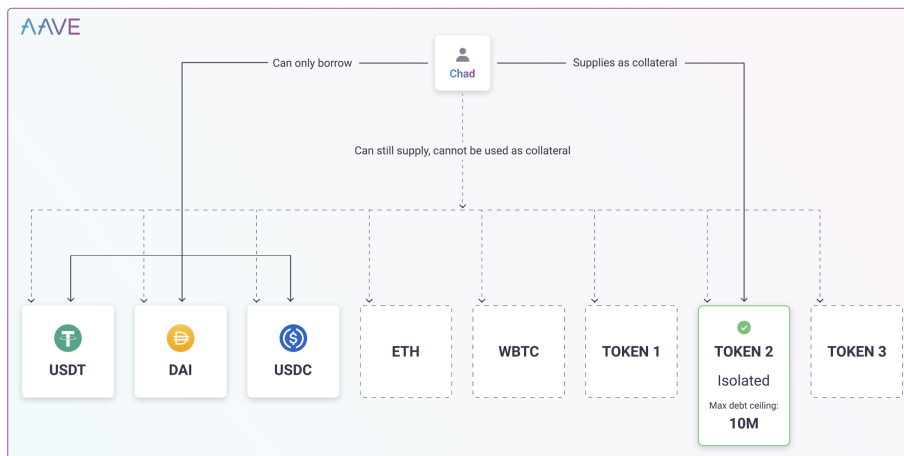 AAVE
Can only borrow
Chad
Supplies as collateral
Can still supply, cannot be used as collateral
USDT
DAI
USDC
ETH
WBTC
TOKEN 1
TOKEN 2
Isolated
Max debt ceiling:
10M
TOKEN 3